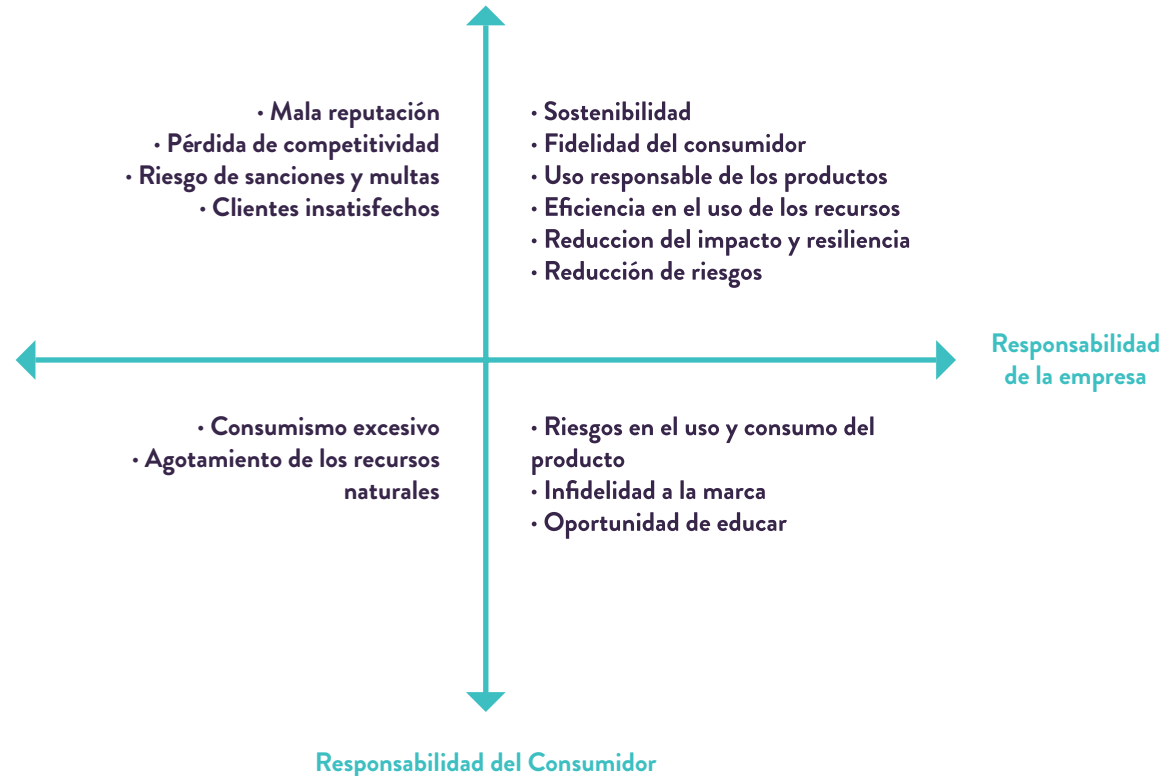 · Mala reputación
· Pérdida de competitividad
· Riesgo de sanciones y multas
· Clientes insatisfechos
· Sostenibilidad
· Fidelidad del consumidor
· Uso responsable de los productos
· Eficiencia en el uso de los recursos
· Reduccion del impacto y resiliencia
· Reducción de riesgos
Responsabilidad
de la empresa
· Consumismo excesivo
· Agotamiento de los recursos
naturales
· Riesgos en el uso y consumo del
producto
· Infidelidad a la marca
· Oportunidad de educar
Responsabilidad del Consumidor